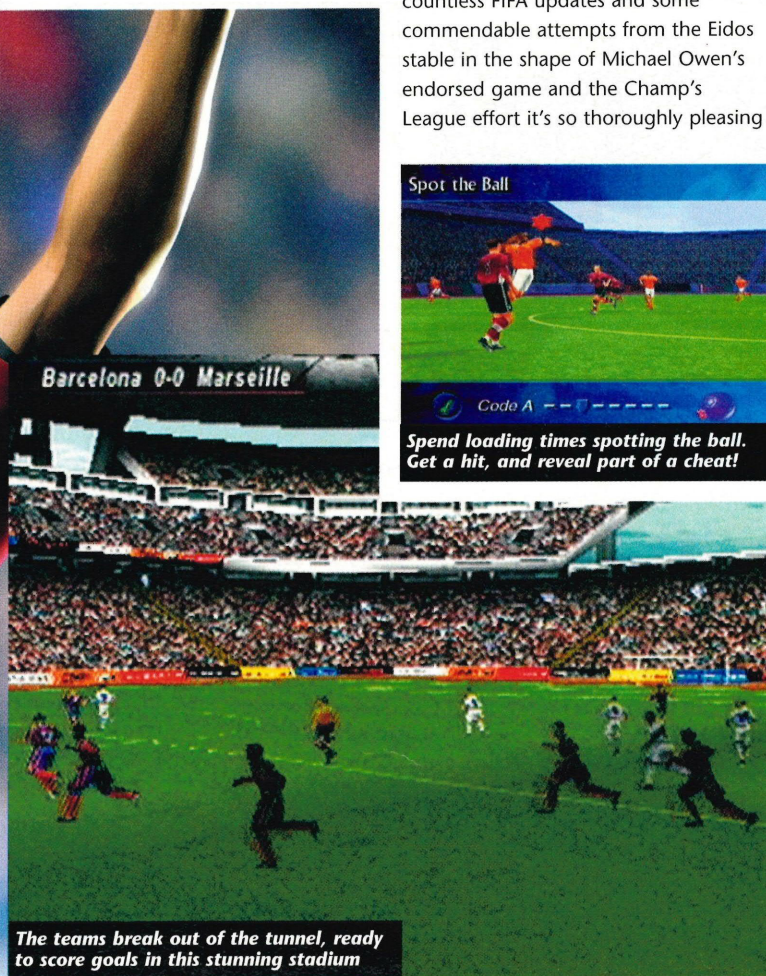 countless FIFA updates and some
commendable attempts from the Eidos
stable in the shape of Michael Owen's
endorsed game and the Champ's
League effort it's so thoroughly pleasing
Spot the Ball
Code A
Spend loading times spotting the ball.
Get a hit, and reveal part of a cheat!
Barcelona 0-0 Marseille
The teams break out of the tunnel, ready
to score goals in this stunning stadium